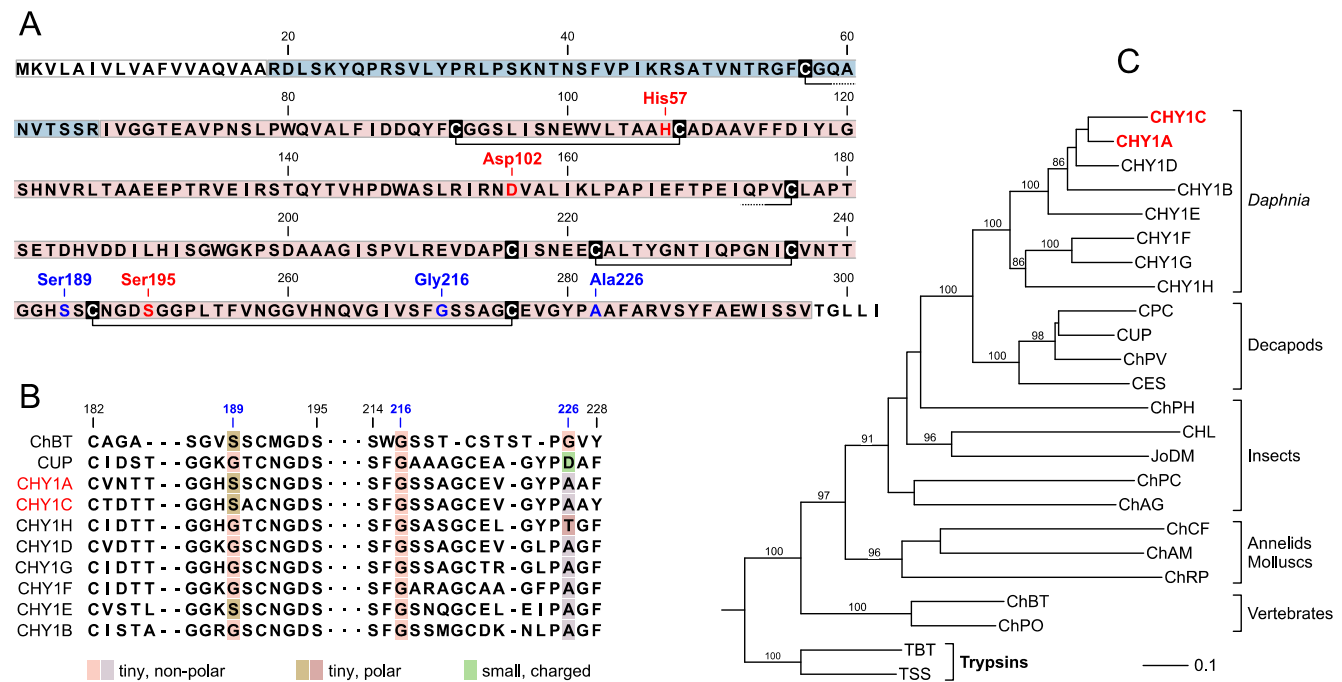 A
20 40 60
MKVLAIVLVAFVVAQVAARDLSKYQPRSVLYPRLPSKNTNSFVPIKRSATVNTRGFCGQA
80 100 His57 120
NVTSSRIVGGTEAVPNSLPWQVALFIDDQYFCGGSLISNEWVLTAAHCADAAVFFDIYLG
140 Asp102 160 180
SHNVRLTAAEEPTRVEIRSTQYTVHPDWASLRIRNDVALIKLPAPIEFTPEIQPVCLAPT
200 220 240
SETDHVDDILHISGWGKPSDAAAGISPVLREVDAPCISNEECALTYGNTIQPGNICVNTT
Ser189 Ser195 260 Gly216 280 Ala226 300
GGHSSCNGDSGGPLTFVNGGVHNQVGIVSFGSSAGCEVGYPAAFARVSYFAEWISSVTGLLI
B
182 189 195 214 216 226 228
ChBT CAGA---SGVSSCMGDS···SWGSST-CSTST-PGVY
CUP CIDST--GGKGTCNGDS···SFGAAAGCEA-GYPDAF
CHY1A CVNTT--GGHSSCNGDS···SFGSSAGCEV-GYPAAF
CHY1C CTDTT--GGHSACNGDS···SFGSSAGCEV-GYPAAY
CHY1H CIDTT--GGHGTCNGDS···SFGSASGCEL-GYPTGF
CHY1D CVDTT--GGKGSCNGDS···SFGSSAGCEV-GLPAGF
CHY1G CIDTT--GGHGSCNGDS···SFGSSAGCTR-GLPAGF
CHY1F CIDTT--GGKGSCNGDS···SFGARAGCAA-GFPAGF
CHY1E CVSTL--GGKSSCNGDS···SFGSNQGCEL-EIPAGF
CHY1B CISTA--GGRGSCNGDS···SFGSSMGCDK-NLPAGF
tiny, non-polar tiny, polar small, charged
C
CHY1C
CHY1A
86
CHY1D
100
CHY1B
CHY1E
100
CHY1F
100
CHY1G
86
CHY1H
Daphnia
CPC
98
CUP
ChPV
100
CES
Decapods
ChPH
CHL
96
JoDM
91
ChPC
ChAG
Insects
97
ChCF
ChAM
96
ChRP
Annelids
Molluscs
100
ChBT
100
ChPO
Vertebrates
TBT
100
TSS
Trypsins
0.1